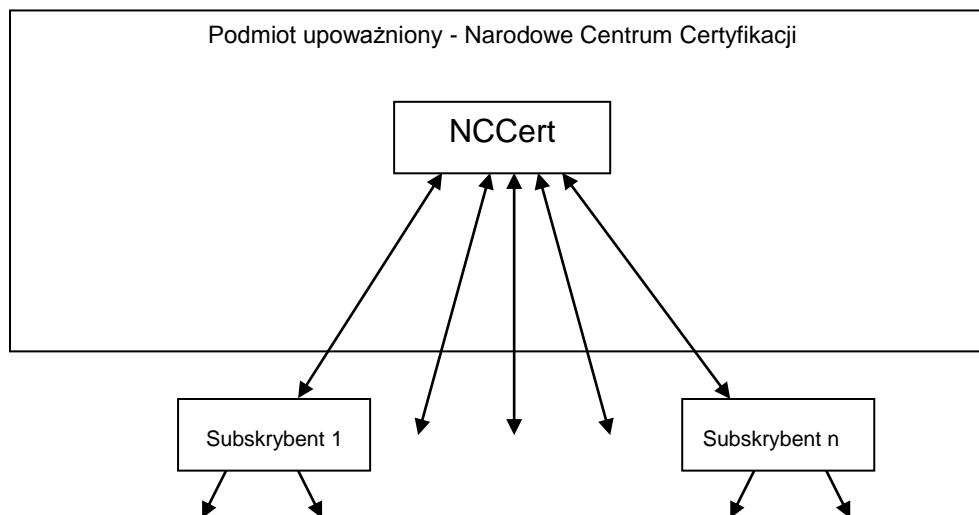 Podmiot upoważniony - Narodowe Centrum Certyfikacji
NCCert
Subskrybent 1
Subskrybent n